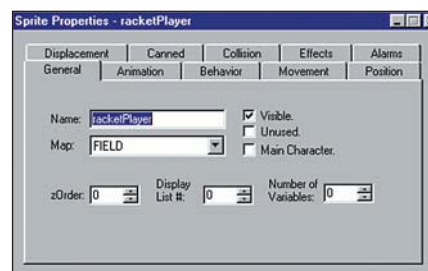 Sprite Properties - racketPlayer
Displacement Canned Collision Effects Alarms
General Animation Behavior Movement Position
Name: racketPlayer
Visible.
Unused.
Map: FIELD
Main Character.
zOrder: 0 Display List #: 0 Number of Variables: 0